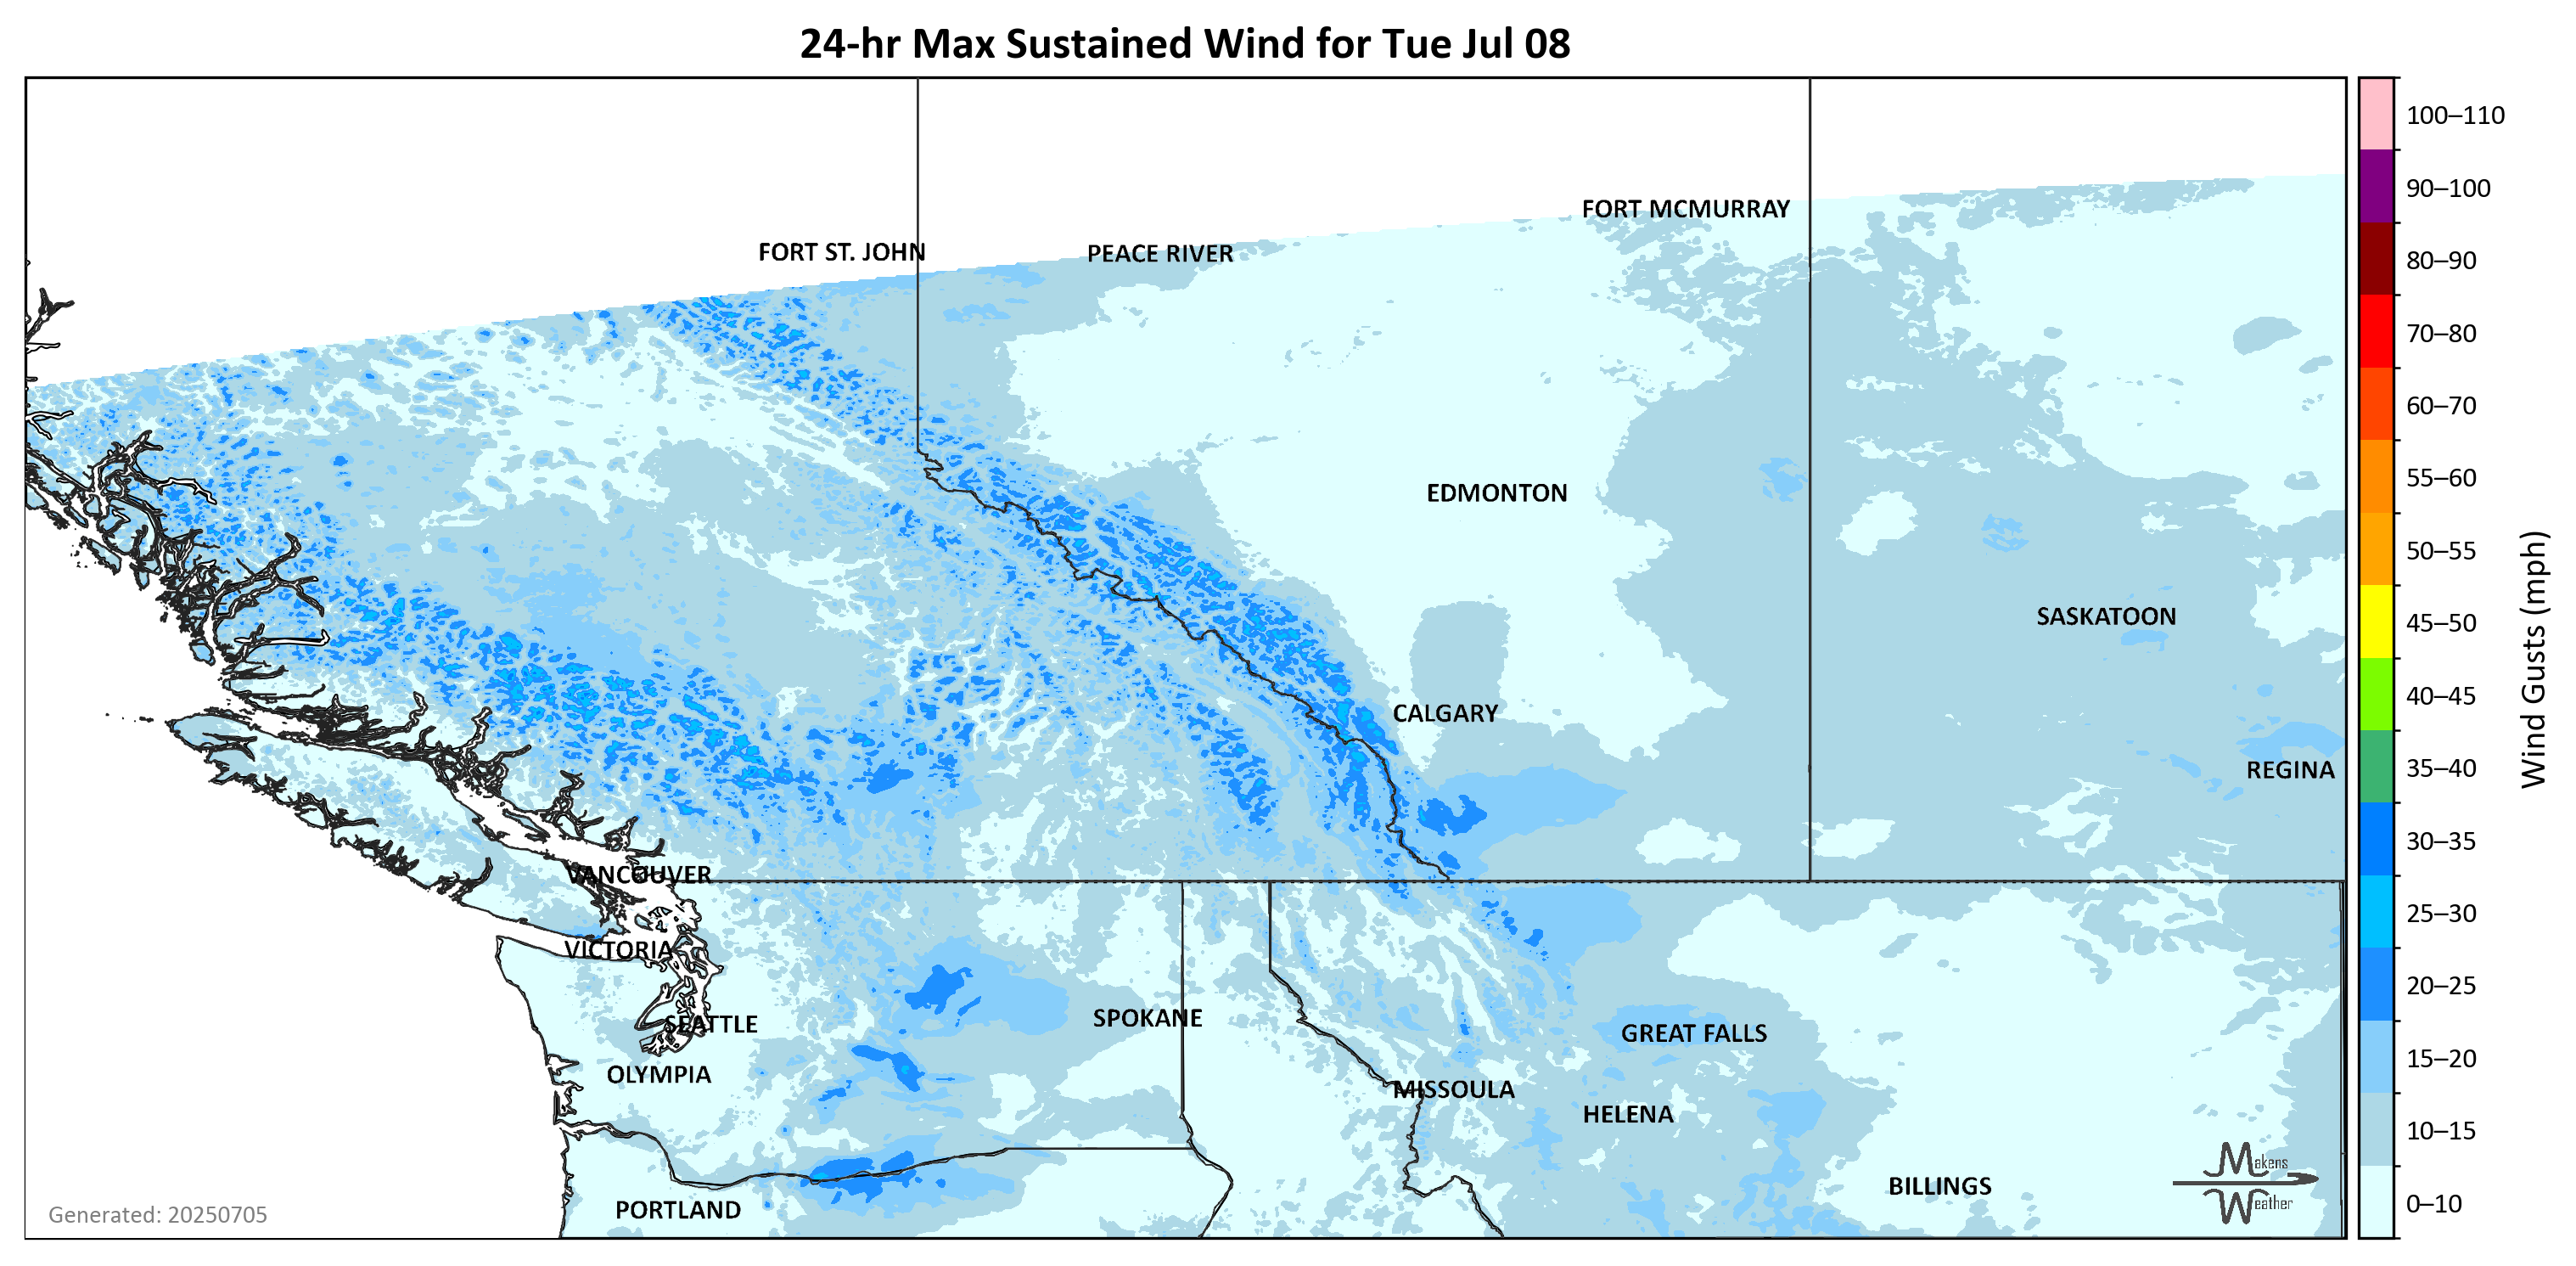 24-hr Max Sustained Wind for Tue Jul 08
100–110
90–100
80–90
70–80
60–70
55–60
50–55
45–50
40–45
35–40
30–35
25–30
20–25
15–20
10–15
0–10
Wind Gusts (mph)
FORT MCMURRAY
FORT ST. JOHN
PEACE RIVER
EDMONTON
SASKATOON
CALGARY
REGINA
VANCOUVER
VICTORIA
SPOKANE
SEATTLE
GREAT FALLS
OLYMPIA
MISSOULA
HELENA
BILLINGS
PORTLAND
Makens
Weather
Generated: 20250705